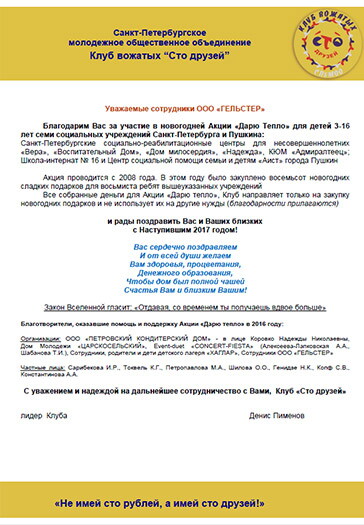 Санкт-Петербургское
молодежное общественное объединение
Клуб вожатых “Сто друзей”
КЛУБ ВОЖАТЫХ
СТО
ДРУЗЕЙ
Уважаемые сотрудники ООО «ГЕЛЬСТЕР»
Благодарим Вас за участие в новогодней Акции «Дарю Тепло» для детей 3-16
лет семи социальных учреждений Санкт-Петербурга и Пушкина:
Санкт-Петербургские социально-реабилитационные центры для несовершеннолетних
«Вера», «Воспитательный Дом», «Дом милосердия», «Надежда», КЮМ «Адмиралтец»;
Школа-интернат № 16 и Центр социальной помощи семьи и детям «Аист» города Пушкин
Акция проводится с 2008 года. В этом году было закуплено восемьсот новогодних
сладких подарков для восьмиста ребят вышеуказанных учреждений
Все собранные деньги для Акции «Дарю тепло», Клуб направляет только на закупку
новогодних подарков и не использует их на другие нужды (благодарности прилагаются)
и рады поздравить Вас и Ваших близких
с Наступившим 2017 годом!
Вас сердечно поздравляем
И от всей души желаем
Вам здоровья, процветания,
Денежного образования,
Чтобы дом был полной чашей
Счастья Вам и близким Вашим!
Закон Вселенной гласит: «Отдавая, со временем ты получаешь вдвое больше»
Благотворители, оказавшие помощь и поддержку Акции «Дарю тепло» в 2016 году:
Организации: ООО «ПЕТРОВСКИЙ КОНДИТЕРСКИЙ ДОМ» - в лице Коровко Надежды Николаевны,
Дом Молодежи «ЦАРСКОСЕЛЬСКИЙ», Event-duet «CONCERT-FIESTA» (Алексеева-Лапковская А.А.,
Шабанова Т.И.), Сотрудники, родители и дети детского лагеря «ХАГЛАР», Сотрудники ООО «ГЕЛЬСТЕР»
Частные лица: Сарибекова И.Р., Токвель К.Г., Петропавлова М.А., Шилова О.О., Генидзе Н.К., Копф С.В.,
Константинова А.А.
С уважением и надеждой на дальнейшее сотрудничество с Вами, Клуб «Сто друзей»
лидер Клуба Денис Пименов
«Не имей сто рублей, а имей сто друзей!»